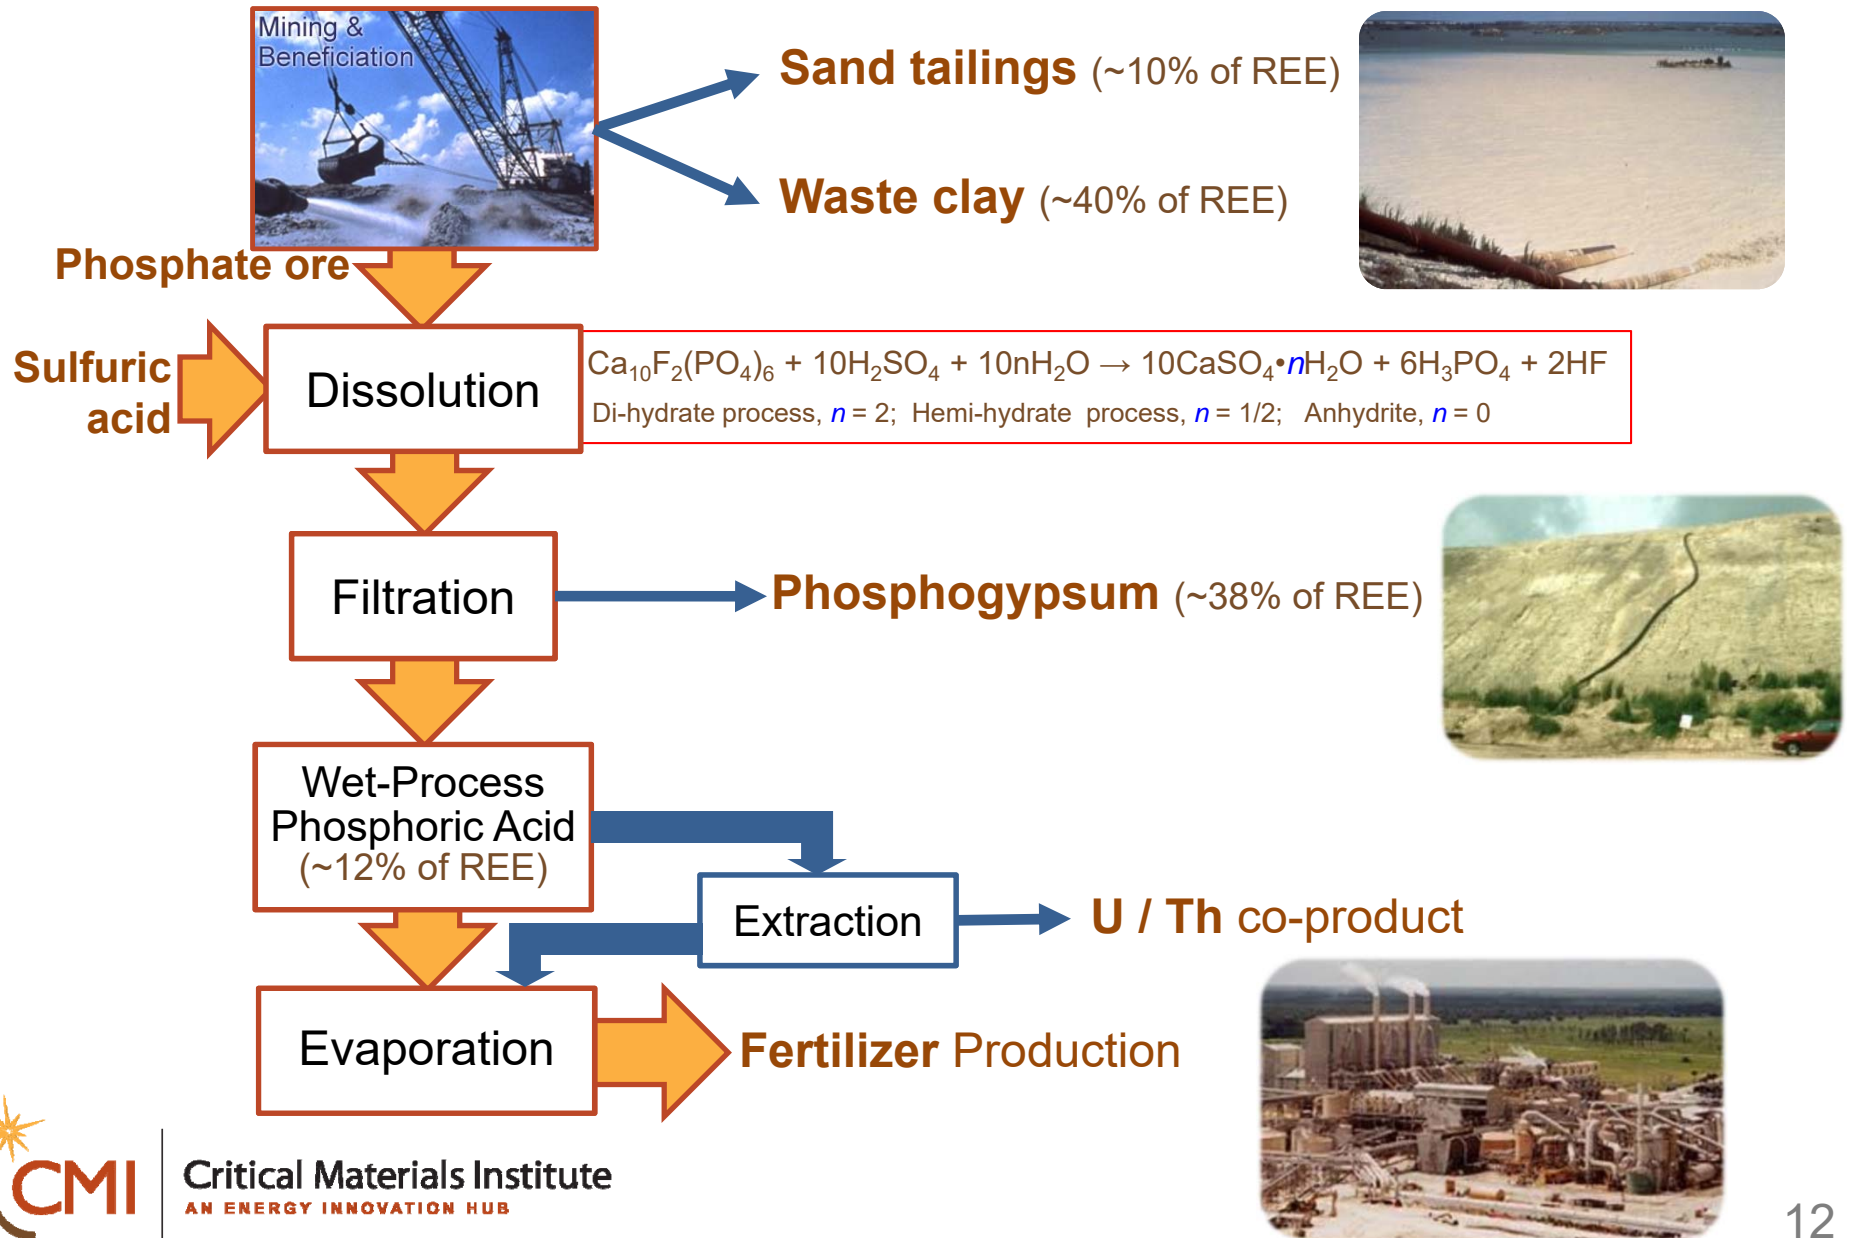 Mining &
Beneficiation
Sand tailings (~10% of REE)
Waste clay (~40% of REE)
Phosphate ore
Sulfuric
acid
Dissolution
Ca₁₀F₂(PO₄)₆ + 10H₂SO₄ + 10nH₂O → 10CaSO₄•nH₂O + 6H₃PO₄ + 2HF
Di-hydrate process, n = 2; Hemi-hydrate process, n = 1/2; Anhydrite, n = 0
Filtration
Phosphogypsum (~38% of REE)
Wet-Process
Phosphoric Acid
(~12% of REE)
Extraction
U / Th co-product
Evaporation
Fertilizer Production
CMI
Critical Materials Institute
AN ENERGY INNOVATION HUB
12